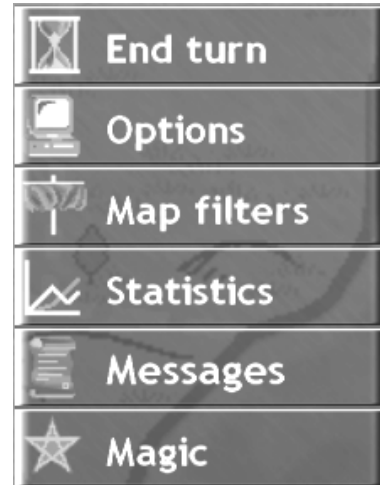 End turn
Options
Map filters
Statistics
Messages
Magic